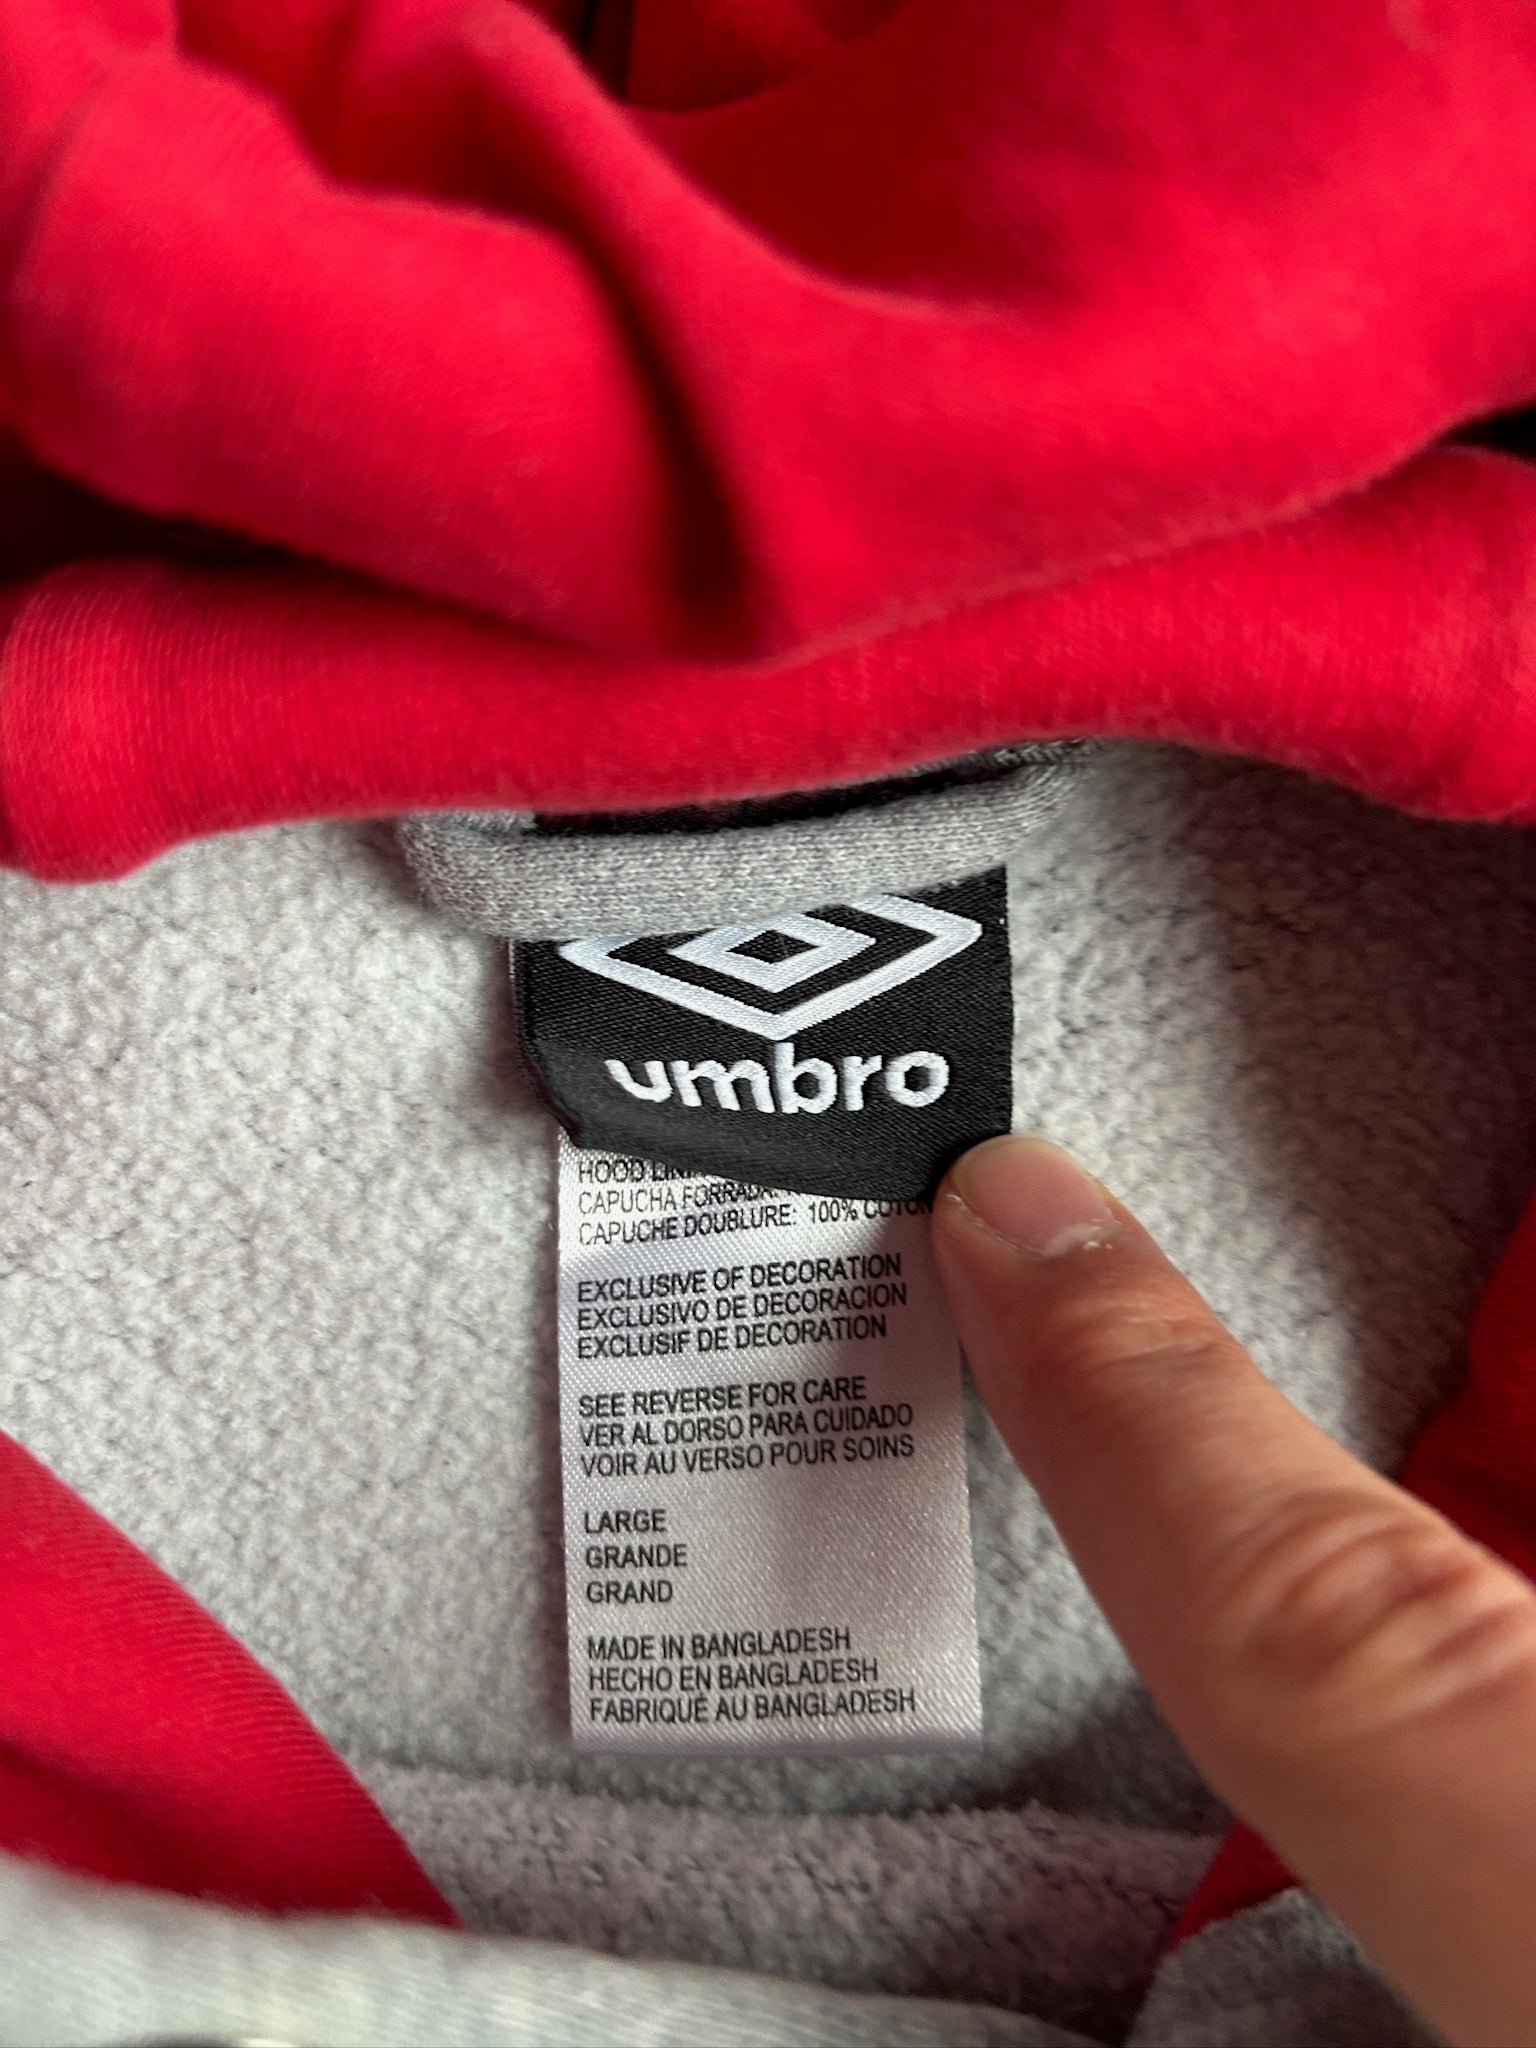 umbro
HOOD
CAPUCHA FORRADA
CAPUCHE DOUBLURE: 100% COTON
EXCLUSIVE OF DECORATION
EXCLUSIVO DE DECORACION
EXCLUSIF DE DECORATION
SEE REVERSE FOR CARE
VER AL DORSO PARA CUIDADO
VOIR AU VERSO POUR SOINS
LARGE
GRANDE
GRAND
MADE IN BANGLADESH
HECHO EN BANGLADESH
FABRIQUÉ AU BANGLADESH